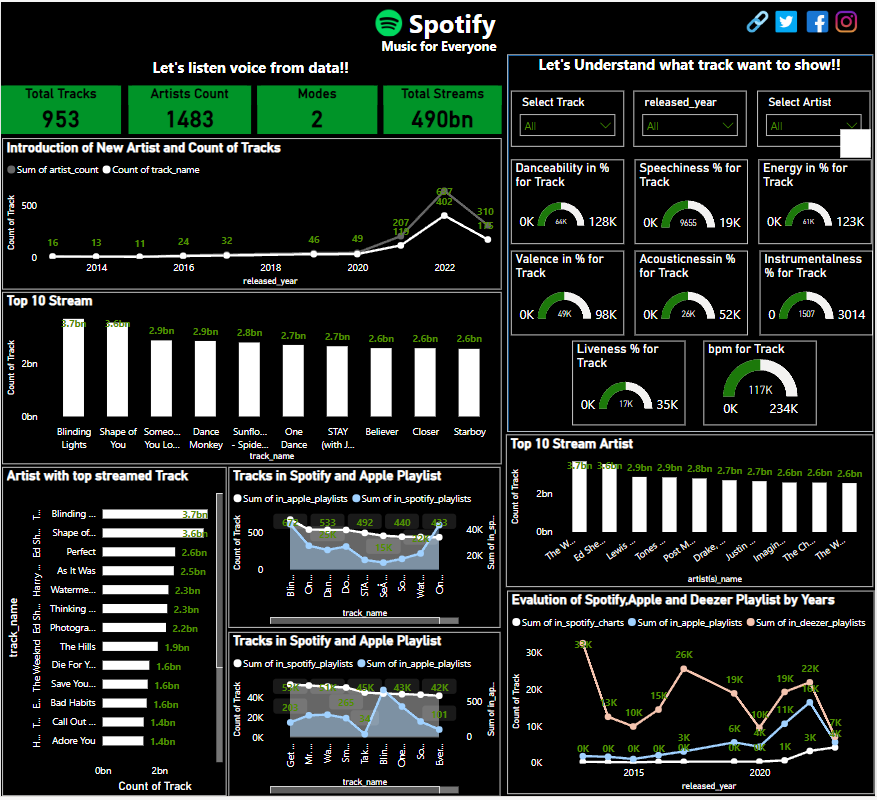 Spotify
Music for Everyone
Let's listen voice from data!!
Total Tracks
953
Artists Count
1483
Modes
2
Total Streams
490bn
Let's Understand what track want to show!!
Select Track
All
released_year
All
Select Artist
All
Introduction of New Artist and Count of Tracks
Sum of artist_count
Count of track_name
Count of Track
500
0
16
13
11
24
32
46
49
207
119
402
310
2014
2016
2018
2020
2022
released_year
Danceability in %
for Track
0K
64K
128K
Speechiness % for
Track
0K
9655
19K
Energy in % for
Track
0K
61K
123K
Valence in % for
Track
0K
49K
98K
Acousticnessin %
for Track
0K
26K
52K
Instrumentalness
% for Track
0
1507
3014
Liveness % for
Track
0K
17K
35K
bpm for Track
117K
0K
234K
Top 10 Stream
Count of Track
2bn
0bn
3.7bn
3.6bn
2.9bn
2.9bn
2.8bn
2.7bn
2.7bn
2.6bn
2.6bn
2.6bn
Blinding
Lights
Shape of
You
Someo...
You Lo...
Dance
Monkey
Sunflo...
- Spide...
One
Dance
STAY
(with J...
Believer
Closer
Starboy
track_name
Artist with top streamed Track
track_name
T...
Ed Sh...
Harry ...
Ed Sh...
The Weeknd
E...
T...
H...
Blinding ...
3.7bn
Shape of...
3.6bn
Perfect
2.6bn
As It Was
2.5bn
Waterme...
2.3bn
Thinking ...
2.3bn
Photogra...
2.2bn
The Hills
1.9bn
Die For Y...
1.6bn
Save You...
1.6bn
Bad Habits
1.6bn
Call Out ...
1.4bn
Adore You
1.4bn
0bn
2bn
Count of Track
Tracks in Spotify and Apple Playlist
Sum of in_apple_playlists
Sum of in_spotify_playlists
Count of Track
500
0
533
492
440
433
40K
20K
Sum of in_sp...
Blin...
Dan...
Do...
STA...
So...
Wat...
On...
track_name
Tracks in Spotify and Apple Playlist
Sum of in_spotify_playlists
Sum of in_apple_playlists
Count of Track
40K
20K
0K
45K
43K
42K
500
0
Sum of in_ap...
Get ...
Mr. ...
Wa...
Sm...
Tak...
Blin...
One...
So...
Ever...
track_name
Top 10 Stream Artist
Count of Track
2bn
0bn
3.7bn
3.6bn
2.9bn
2.9bn
2.8bn
2.7bn
2.7bn
2.6bn
2.6bn
2.6bn
The W...
Ed She...
Lewis ...
Tones ...
Post M...
Drake, ...
Justin ...
Imagin...
The Ch...
The W...
artist(s)_name
Evalution of Spotify,Apple and Deezer Playlist by Years
Sum of in_spotify_charts
Sum of in_apple_playlists
Sum of in_deezer_playlists
Count of Track
30K
20K
10K
0K
13K
10K
15K
26K
19K
10K
19K
22K
7K
0K
0K
0K
0K
3K
0K
6K
0K
4K
0K
11K
1K
16K
3K
2015
2020
released_year